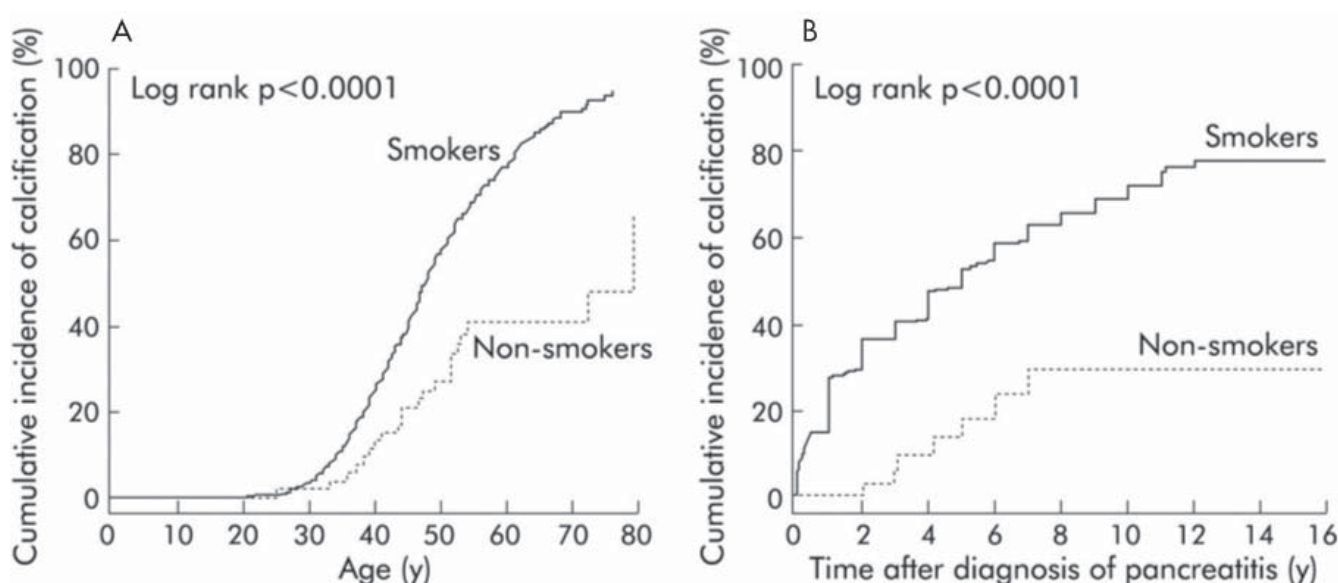 A
Cumulative incidence of calcification (%)
Log rank p<0.0001
100
80
60
40
20
0
Smokers
Non-smokers
0 10 20 30 40 50 60 70 80
Age (y)
B
Cumulative incidence of calcification (%)
Log rank p<0.0001
100
80
60
40
20
0
Smokers
Non-smokers
0 2 4 6 8 10 12 14 16
Time after diagnosis of pancreatitis (y)